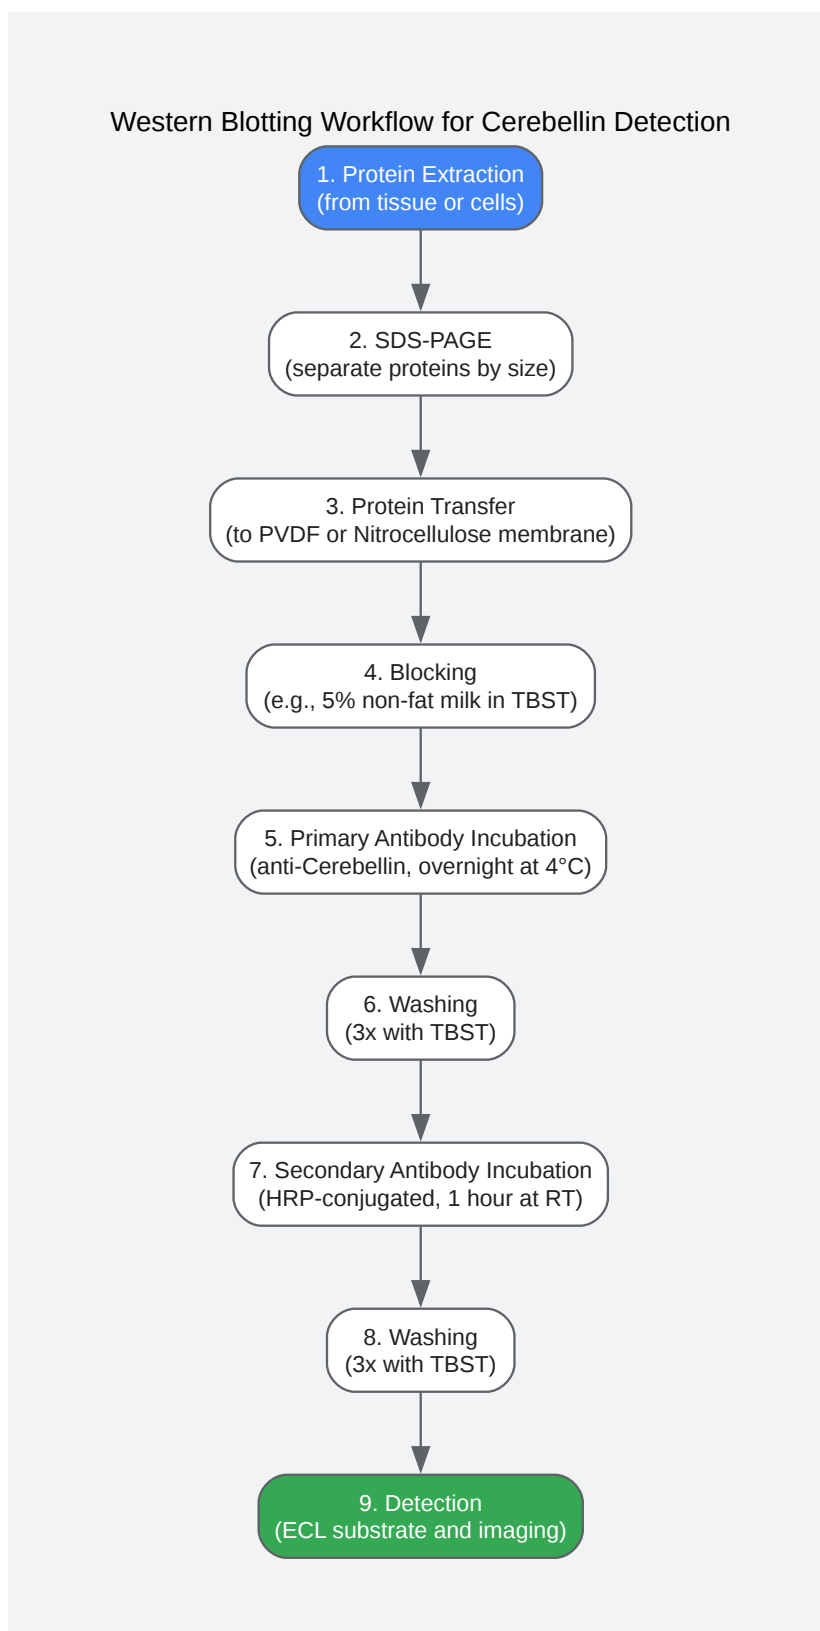 Western Blotting Workflow for Cerebellin Detection
1. Protein Extraction
(from tissue or cells)
2. SDS-PAGE
(separate proteins by size)
3. Protein Transfer
(to PVDF or Nitrocellulose membrane)
4. Blocking
(e.g., 5% non-fat milk in TBST)
5. Primary Antibody Incubation
(anti-Cerebellin, overnight at 4°C)
6. Washing
(3x with TBST)
7. Secondary Antibody Incubation
(HRP-conjugated, 1 hour at RT)
8. Washing
(3x with TBST)
9. Detection
(ECL substrate and imaging)